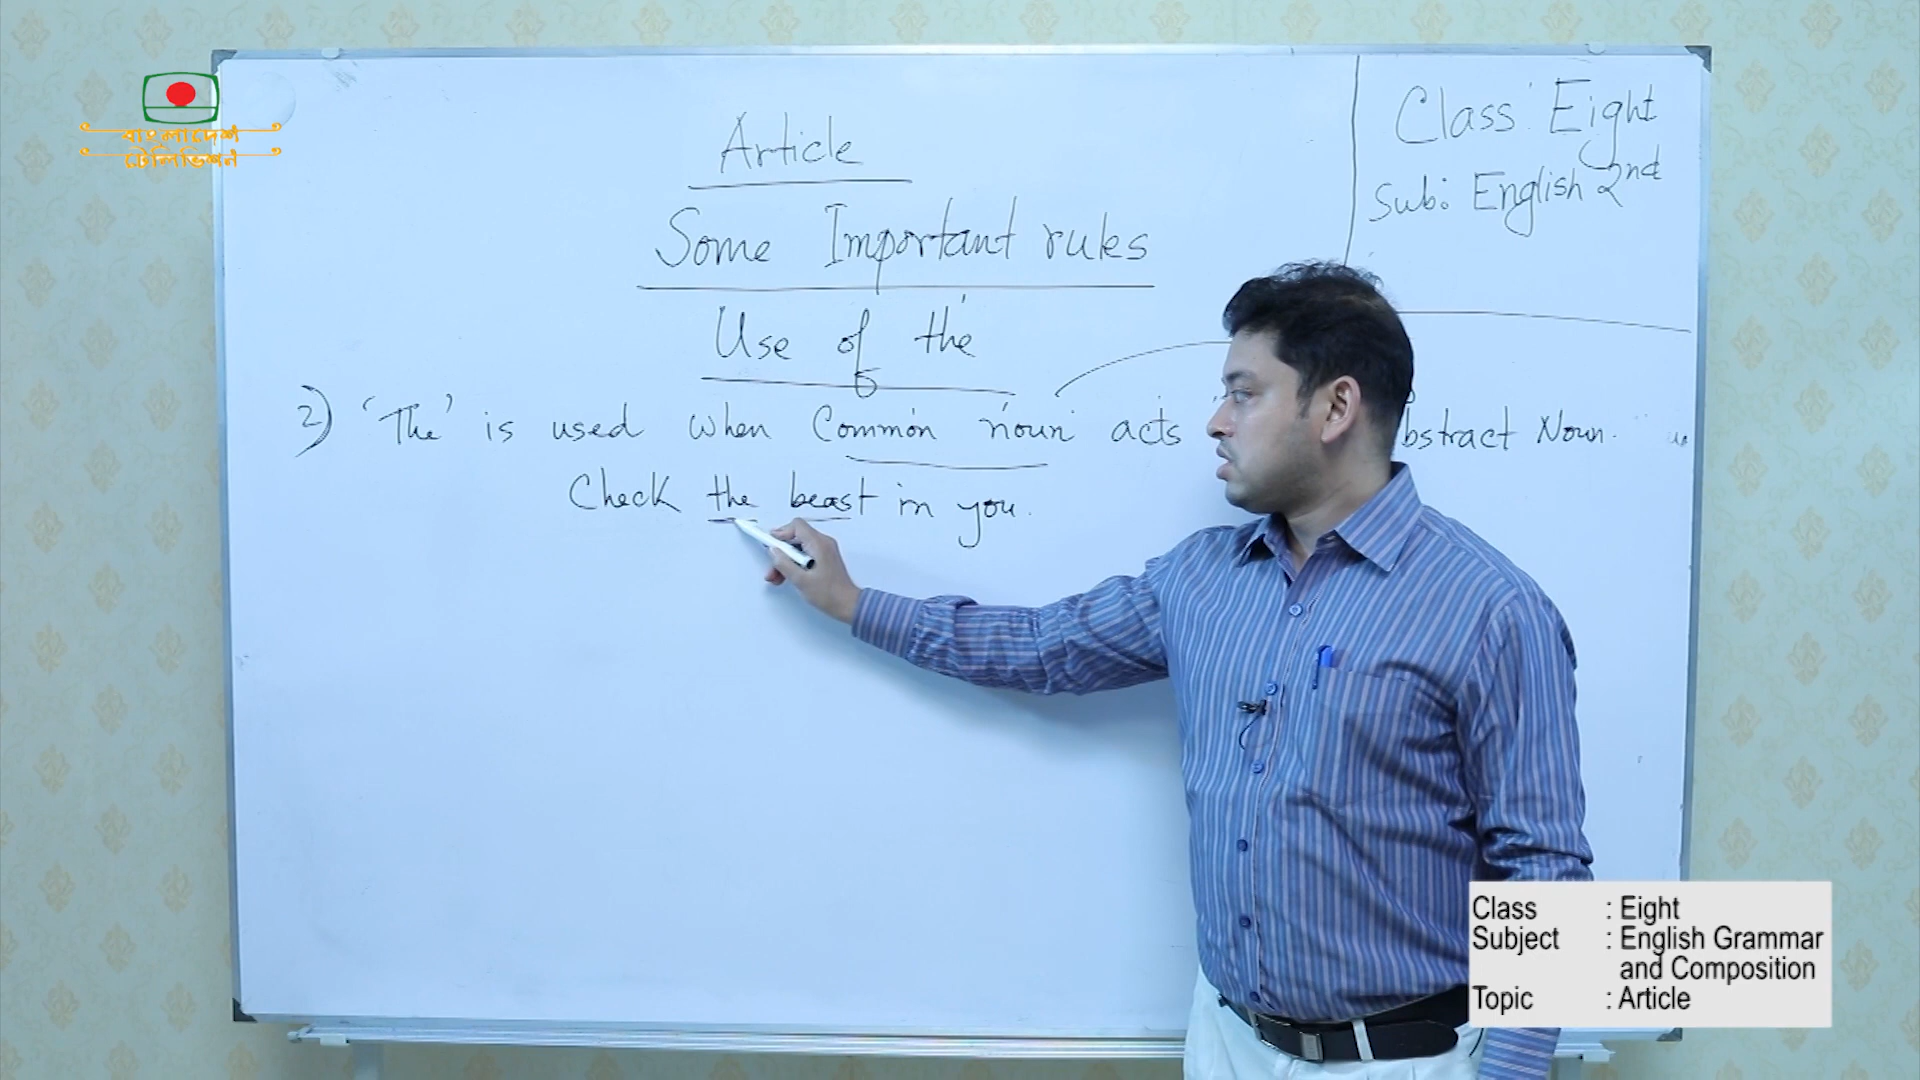 বাংলাদেশ
টেলিভিশন
Article
Some Important rules
Use of the
2) 'The' is used when Common noun acts bstract Noun.
Check the beast in you.
Class: Eight
Sub: English 2nd
Class : Eight
Subject : English Grammar
and Composition
Topic : Article